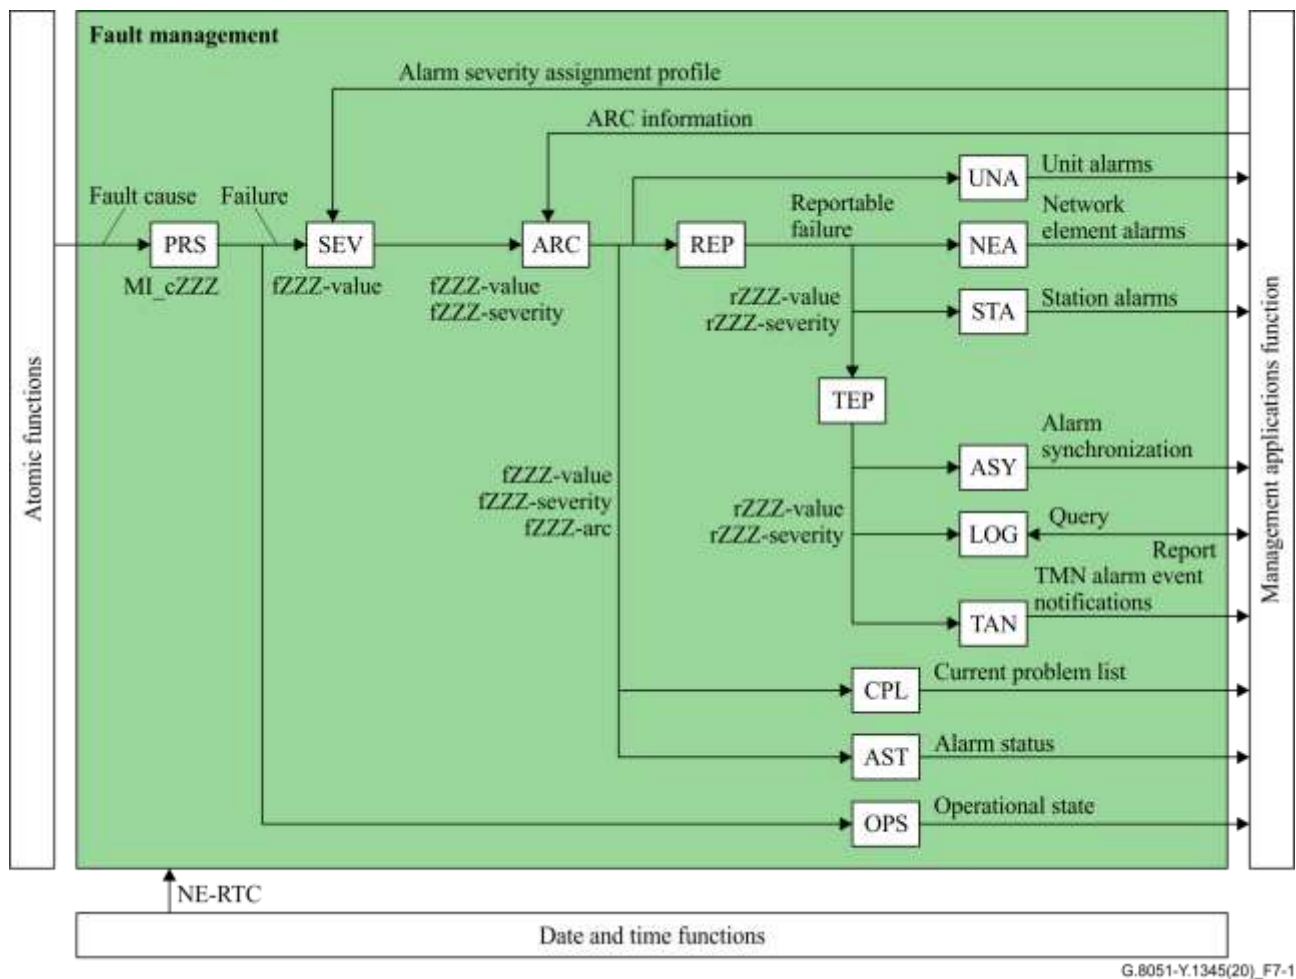 Fault management
Alarm severity assignment profile
ARC information
UNA
Unit alarms
Fault cause
Failure
Reportable
failure
Network
element alarms
PRS
SEV
ARC
REP
NEA
MI_cZZZ
fZZZ-value
fZZZ-value
fZZZ-severity
rZZZ-value
rZZZ-severity
STA
Station alarms
TEP
Atomic functions
Management applications function
Alarm
synchronization
ASY
fZZZ-value
fZZZ-severity
fZZZ-arc
rZZZ-value
rZZZ-severity
LOG
Query
Report
TMN alarm event
notifications
TAN
CPL
Current problem list
AST
Alarm status
OPS
Operational state
NE-RTC
Date and time functions
G.8051-Y.1345(20)_F7-1